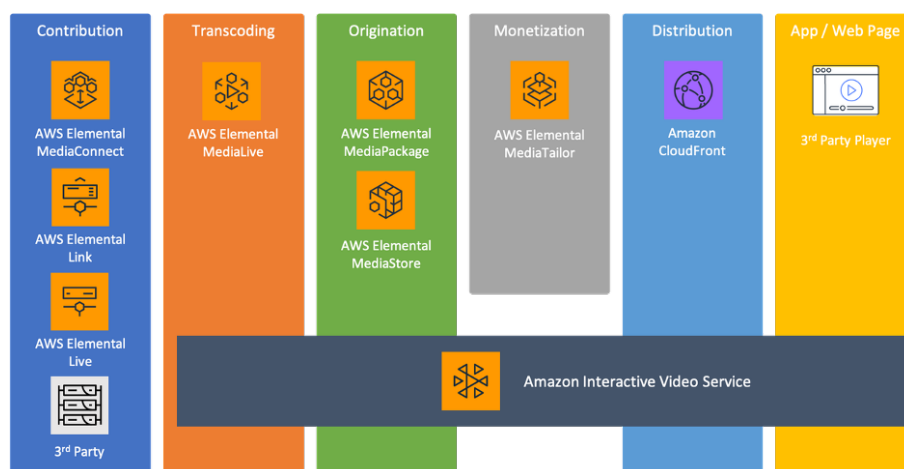 Contribution
AWS Elemental
MediaConnect
AWS Elemental
Link
AWS Elemental
Live
3rd Party
Transcoding
AWS Elemental
MediaLive
Origination
AWS Elemental
MediaPackage
AWS Elemental
MediaStore
Monetization
AWS Elemental
MediaTailor
Distribution
Amazon
CloudFront
App / Web Page
3rd Party Player
Amazon Interactive Video Service